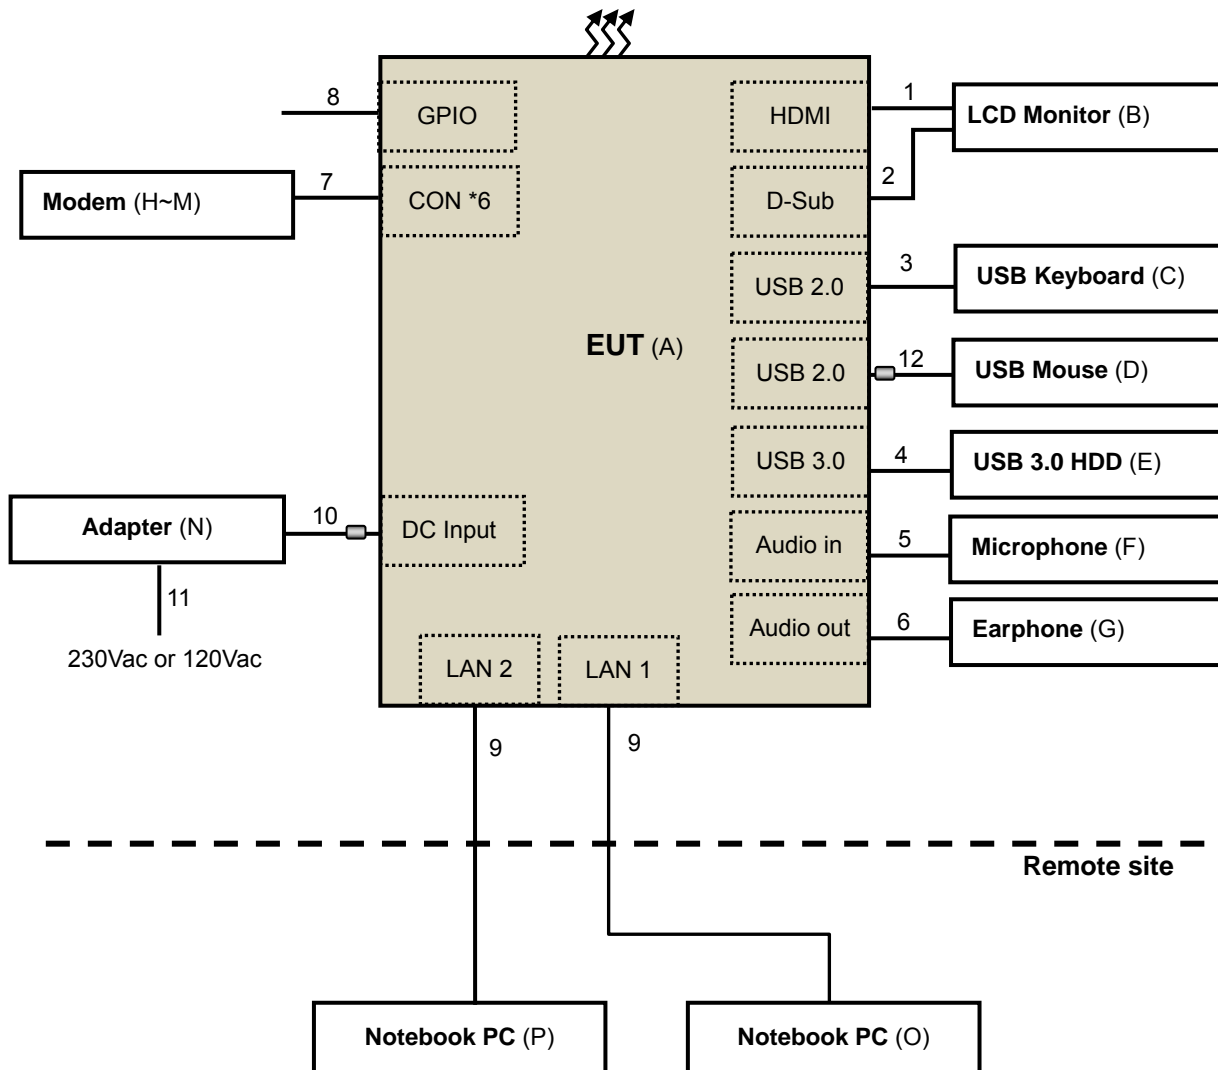 8
GPIO
HDMI
1
LCD Monitor (B)
7
Modem (H~M)
CON *6
D-Sub
2
USB 2.0
3
USB Keyboard (C)
EUT (A)
USB 2.0
12
USB Mouse (D)
USB 3.0
4
USB 3.0 HDD (E)
Adapter (N)
10
DC Input
Audio in
5
Microphone (F)
11
Audio out
6
Earphone (G)
230Vac or 120Vac
LAN 2
LAN 1
9
9
Remote site
Notebook PC (P)
Notebook PC (O)